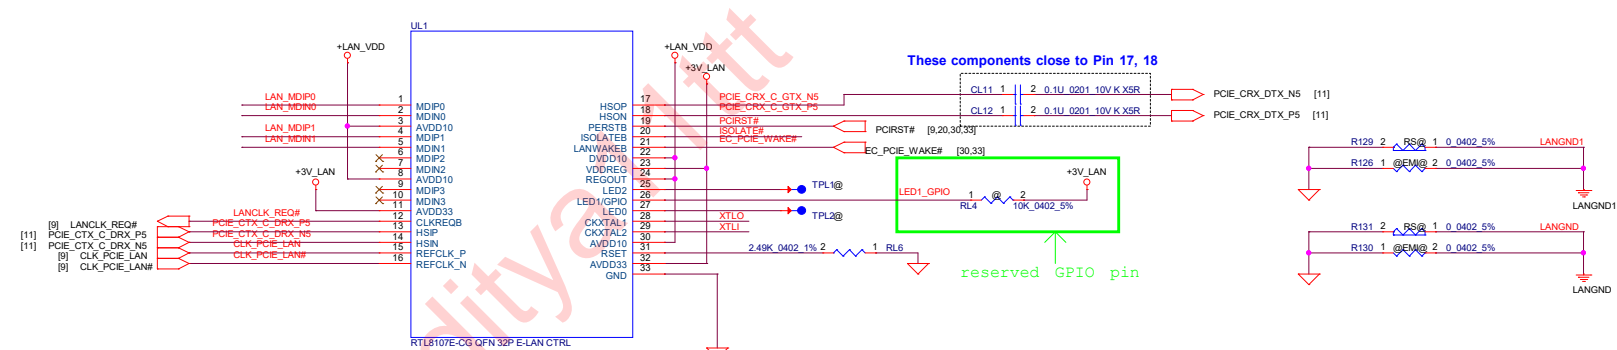 UL1
+LAN_VDD
+LAN_VDD
+3V_LAN
These components close to Pin 17, 18
LAN_MDIP0 1 MDIP0 HSOP 17 PCIE_CRX_C_GTX_N5 CL11 1 2 0.1U_0201_10V K X5R PCIE_CRX_DTX_N5 [11]
LAN_MDIN0 2 MDIN0 HSON 18 PCIE_CRX_C_GTX_P5 CL12 1 2 0.1U_0201_10V K X5R PCIE_CRX_DTX_P5 [11]
3 AVDD10 PERSTB 19 PCIRST# PCIRST# [9,20,30,33]
LAN_MDIP1 4 MDIP1 ISOLATEB 20 ISOLATE#
LAN_MDIN1 5 MDIN1 LANWAKEB 21 EC_PCIE_WAKE# EC_PCIE_WAKE# [30,33]
6 MDIP2 DVDD10 22
7 MDIN2 VDDREG 23
8 AVDD10 REGOUT 24
+3V_LAN
+3V_LAN
9 MDIP3 LED2 25 TPL1@
10 MDIN3 LED1/GPIO 26 LED1_GPIO RL4 1 @ 2 10K_0402_5%
11 AVDD33 LED0 27 TPL2@
[9] LANCLK_REQ# LANCLK_REQ# 12 CLKREQB CKXTAL1 28 XTLO
[11] PCIE_CTX_C_DRX_P5 PCIE_CTX_C_DRX_P5 13 HSIP CKXTAL2 29 XTLI
[11] PCIE_CTX_C_DRX_N5 PCIE_CTX_C_DRX_N5 14 HSIN AVDD10 30
[9] CLK_PCIE_LAN CLK_PCIE_LAN 15 REFCLK_P RSET 31 2.49K_0402_1% 2 1 RL6
[9] CLK_PCIE_LAN# CLK_PCIE_LAN# 16 REFCLK_N AVDD33 32
GND 33
reserved GPIO pin
RTL8107E-CG QFN 32P E-LAN CTRL
R129 2 RS@ 1 0_0402_5% LANGND1
R126 1 @EMI@ 2 0_0402_5%
LANGND1
R131 2 RS@ 1 0_0402_5% LANGND
R130 1 @EMI@ 2 0_0402_5%
LANGND